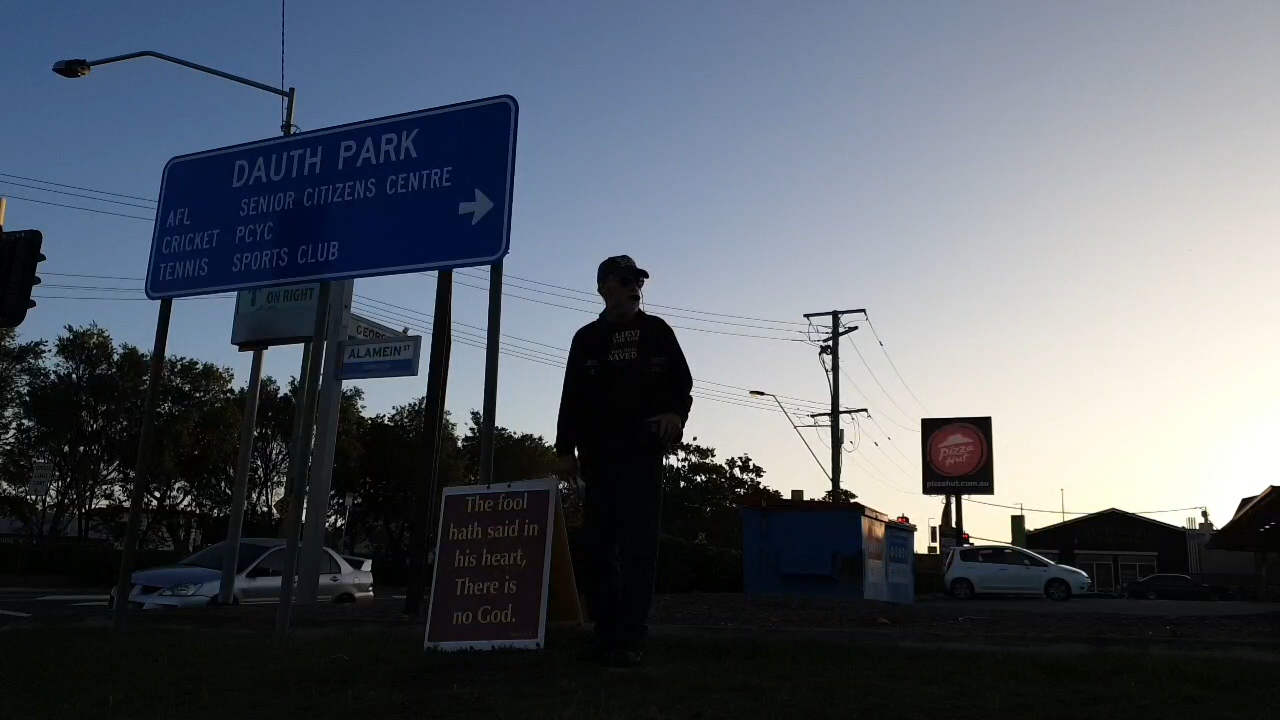 DAUTH PARK
SENIOR CITIZENS CENTRE
AFL
CRICKET PCYC
TENNIS SPORTS CLUB
ON RIGHT
ALAMEIN ST
SAVED
The fool
hath said in
his heart,
There is
no God.
pizza
Hut
pizzahut.com.au